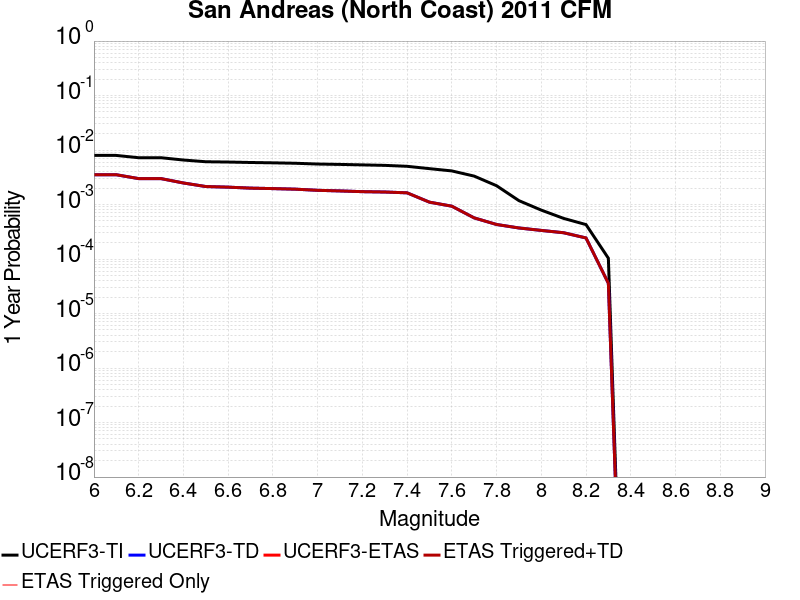 San Andreas (North Coast) 2011 CFM
10^0
10^-1
10^-2
10^-3
10^-4
10^-5
10^-6
10^-7
10^-8
1 Year Probability
6 6.2 6.4 6.6 6.8 7 7.2 7.4 7.6 7.8 8 8.2 8.4 8.6 8.8 9
Magnitude
UCERF3-TI UCERF3-TD UCERF3-ETAS ETAS Triggered+TD
ETAS Triggered Only